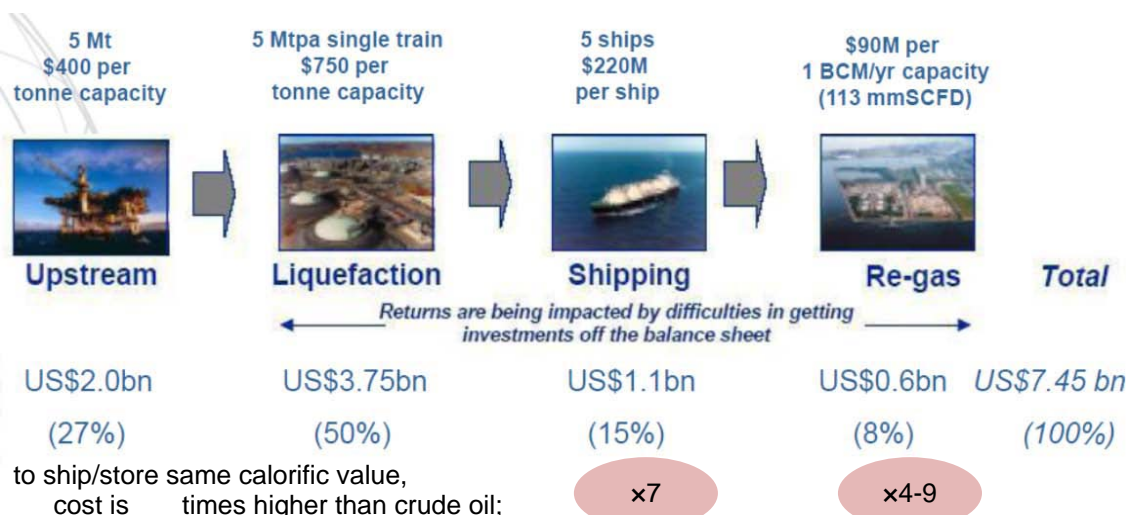 5 Mt
$400 per
tonne capacity
5 Mtpa single train
$750 per
tonne capacity
5 ships
$220M
per ship
$90M per
1 BCM/yr capacity
(113 mmSCFD)
Upstream
Liquefaction
Shipping
Re-gas
Total
Returns are being impacted by difficulties in getting
investments off the balance sheet
US$2.0bn
US$3.75bn
US$1.1bn
US$0.6bn
US$7.45 bn
(27%)
(50%)
(15%)
(8%)
(100%)
to ship/store same calorific value,
cost is times higher than crude oil;
×7
×4-9